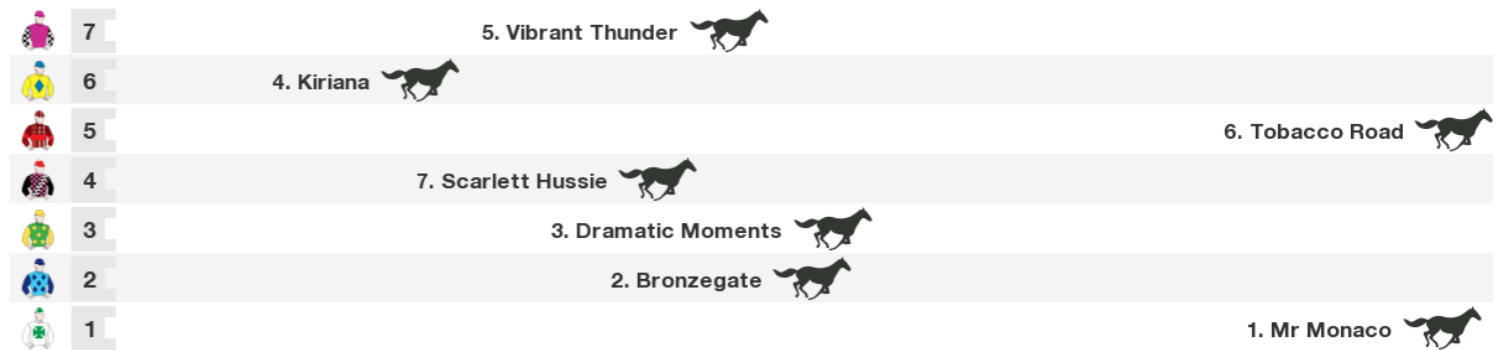 7 5. Vibrant Thunder
6 4. Kiriana
5 6. Tobacco Road
4 7. Scarlett Hussie
3 3. Dramatic Moments
2 2. Bronzegate
1 1. Mr Monaco